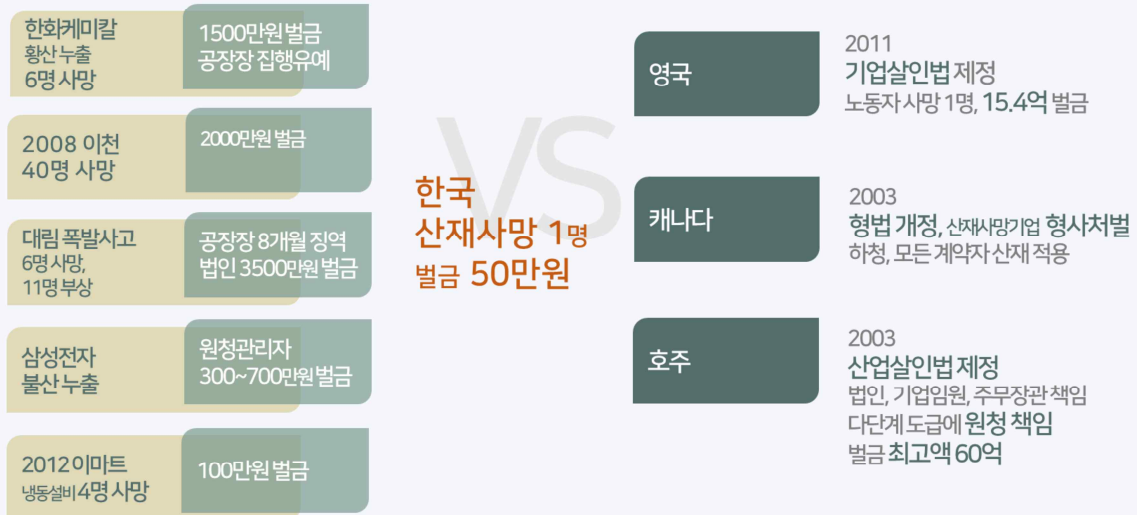 한화케미칼
황산 누출
6명 사망
1500만원 벌금
공장장 집행유예
2008 이천
40명 사망
2000만원 벌금
대림 폭발사고
6명 사망,
11명 부상
공장장 8개월 징역
법인 3500만원 벌금
삼성전자
불산 누출
원청관리자
300~700만원 벌금
2012 이마트
냉동설비 4명 사망
100만원 벌금
VS
한국
산재사망 1명
벌금 50만원
영국
2011
기업살인법 제정
노동자 사망 1명, 15.4억 벌금
캐나다
2003
형법 개정, 산재사망기업 형사처벌
하청, 모든 계약자 산재 적용
호주
2003
산업살인법 제정
법인, 기업임원, 주무장관 책임
다단계 도급에 원청 책임
벌금 최고액 60억